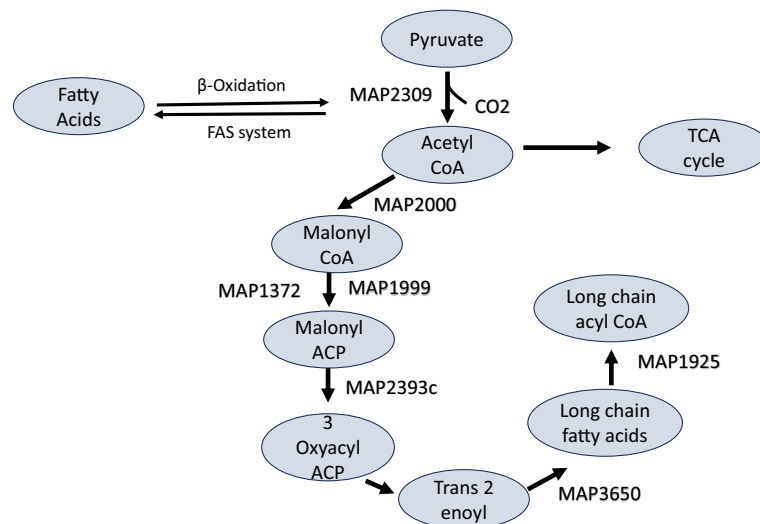 Pyruvate
β-Oxidation
Fatty
Acids
MAP2309
CO2
FAS system
Acetyl
CoA
TCA
cycle
MAP2000
Malonyl
CoA
MAP1372
MAP1999
Long chain
acyl CoA
Malonyl
ACP
MAP1925
MAP2393c
3
Oxyacyl
ACP
Long chain
fatty acids
Trans 2
enoyl
MAP3650